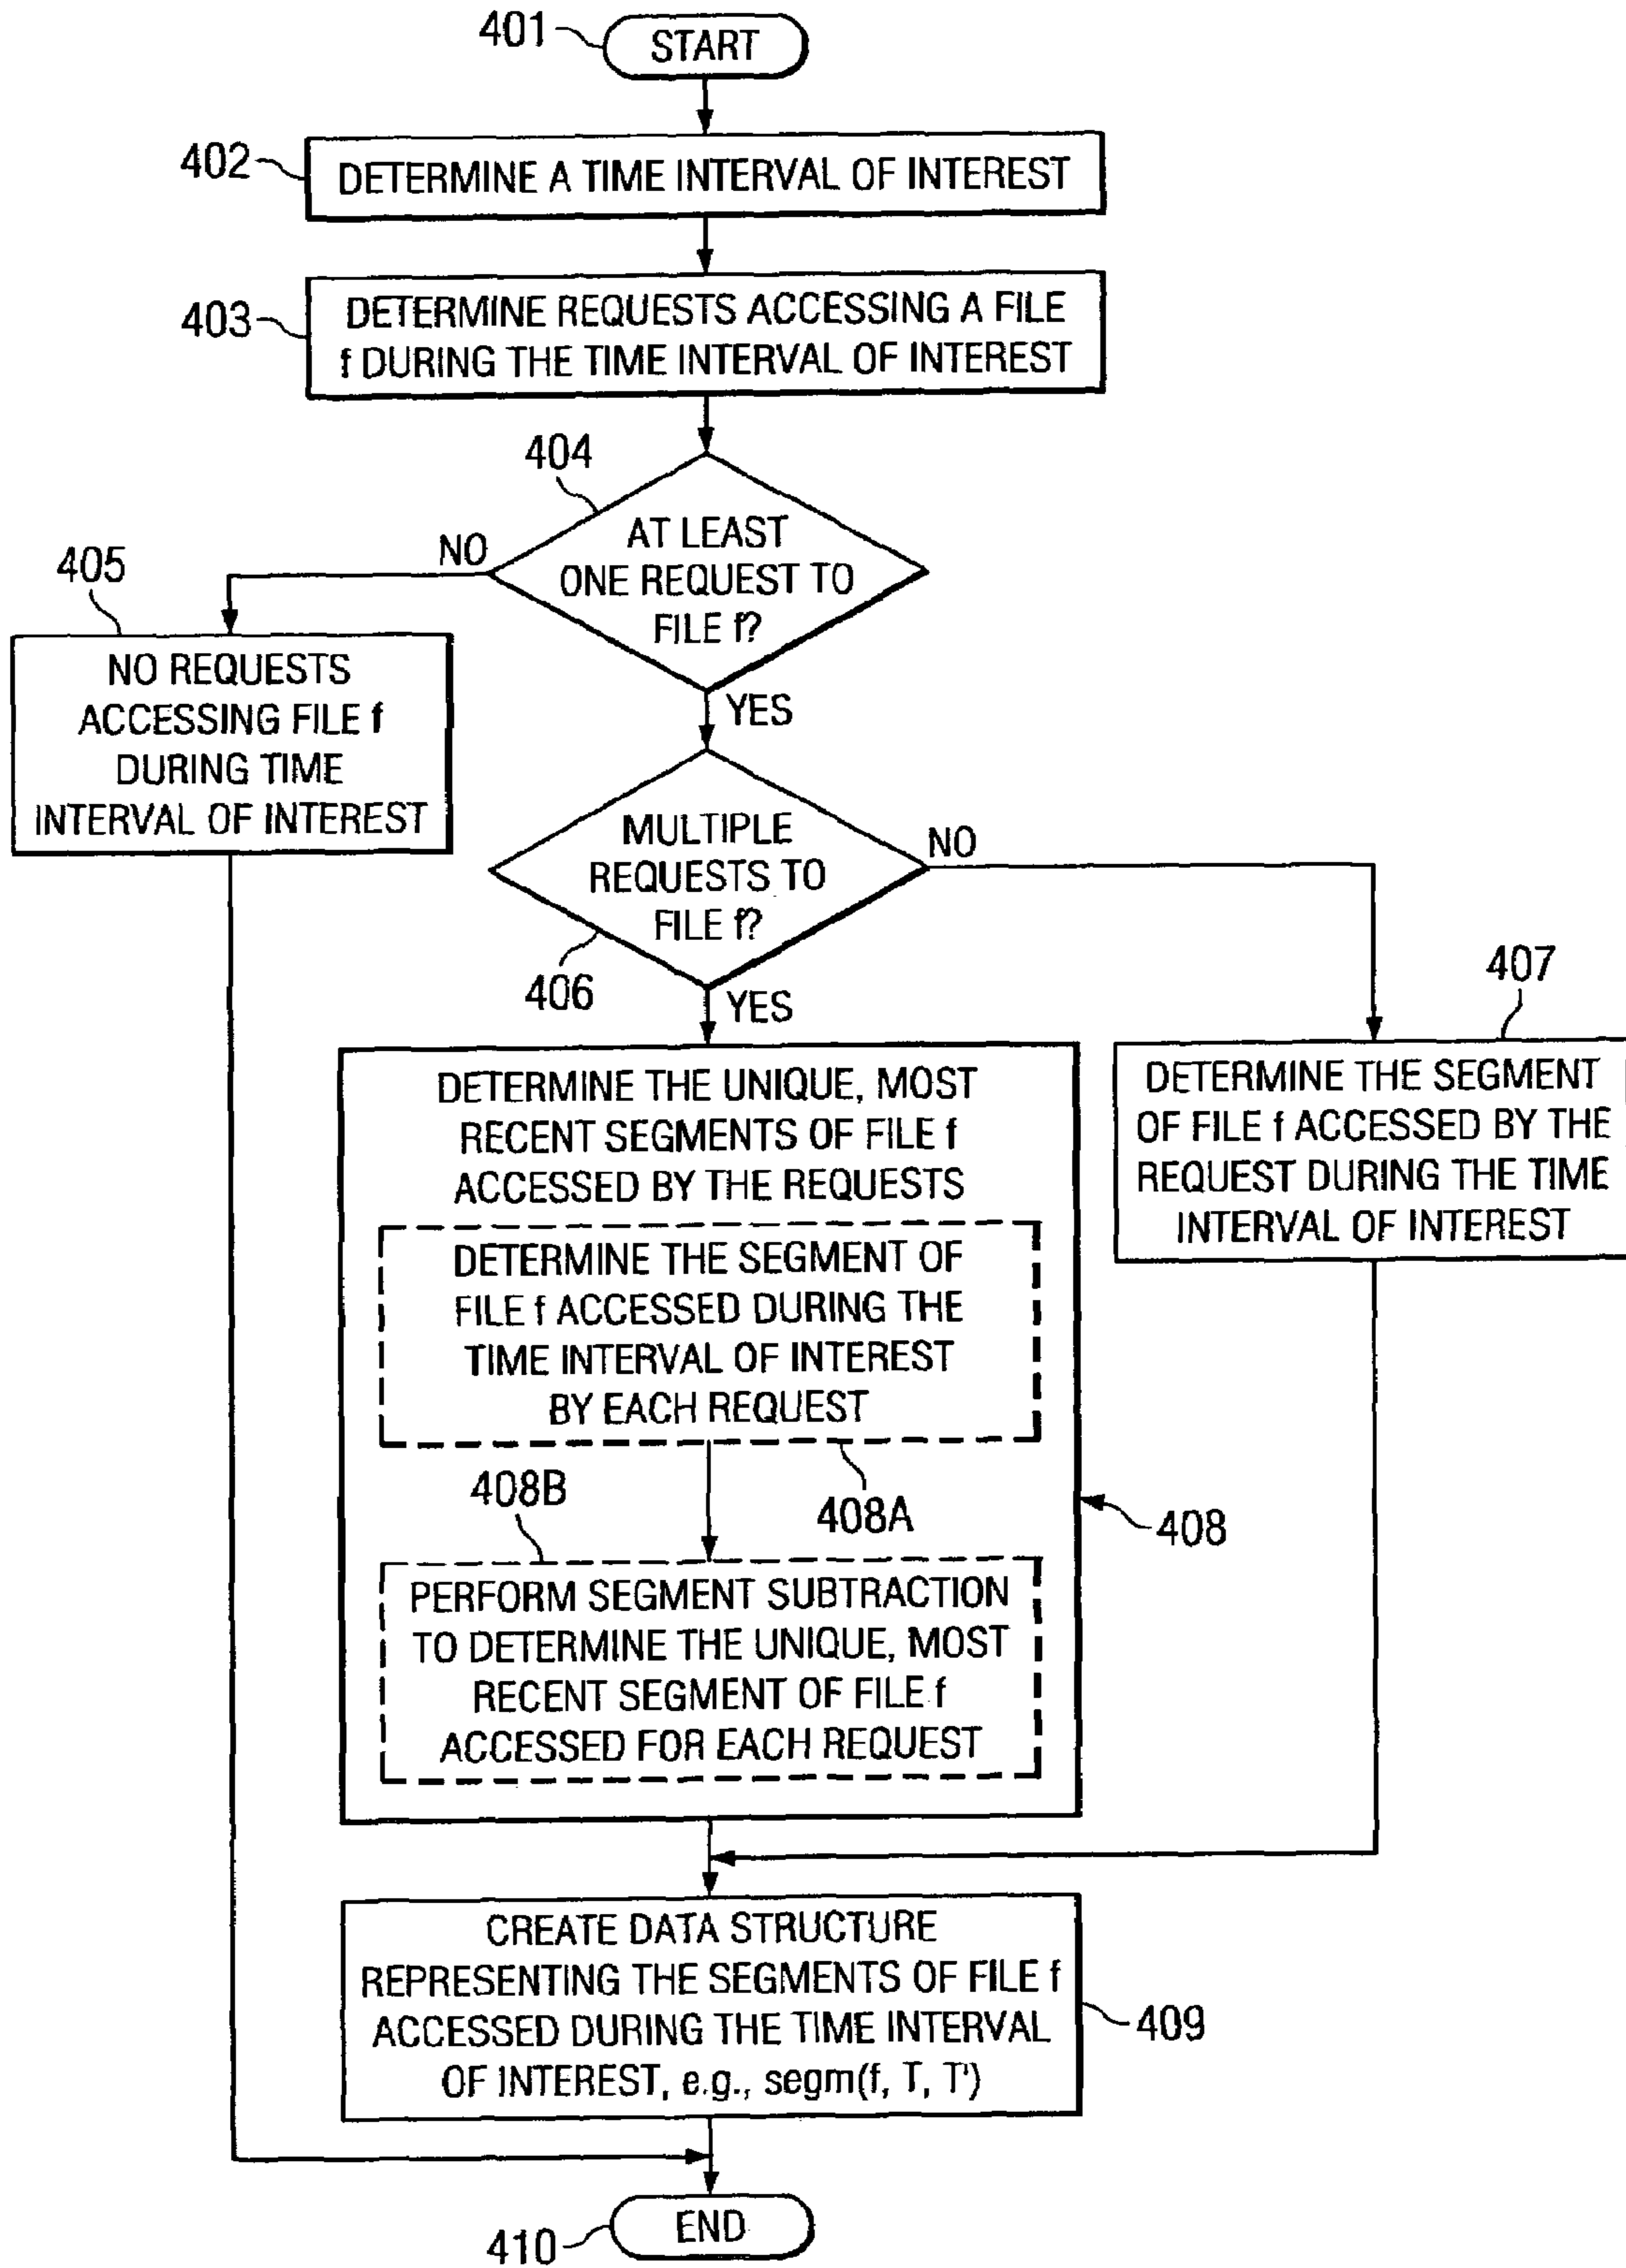 401
START
402
DETERMINE A TIME INTERVAL OF INTEREST
403
DETERMINE REQUESTS ACCESSING A FILE
f DURING THE TIME INTERVAL OF INTEREST
404
AT LEAST
ONE REQUEST TO
FILE f?
NO
YES
405
NO REQUESTS
ACCESSING FILE f
DURING TIME
INTERVAL OF INTEREST
MULTIPLE
REQUESTS TO
FILE f?
NO
406
YES
407
DETERMINE THE SEGMENT
OF FILE f ACCESSED BY THE
REQUEST DURING THE TIME
INTERVAL OF INTEREST
DETERMINE THE UNIQUE, MOST
RECENT SEGMENTS OF FILE f
ACCESSED BY THE REQUESTS
DETERMINE THE SEGMENT OF
FILE f ACCESSED DURING THE
TIME INTERVAL OF INTEREST
BY EACH REQUEST
408B
408A
408
PERFORM SEGMENT SUBTRACTION
TO DETERMINE THE UNIQUE, MOST
RECENT SEGMENT OF FILE f
ACCESSED FOR EACH REQUEST
CREATE DATA STRUCTURE
REPRESENTING THE SEGMENTS OF FILE f
ACCESSED DURING THE TIME INTERVAL
OF INTEREST, e.g., segm(f, T, T')
409
END
410